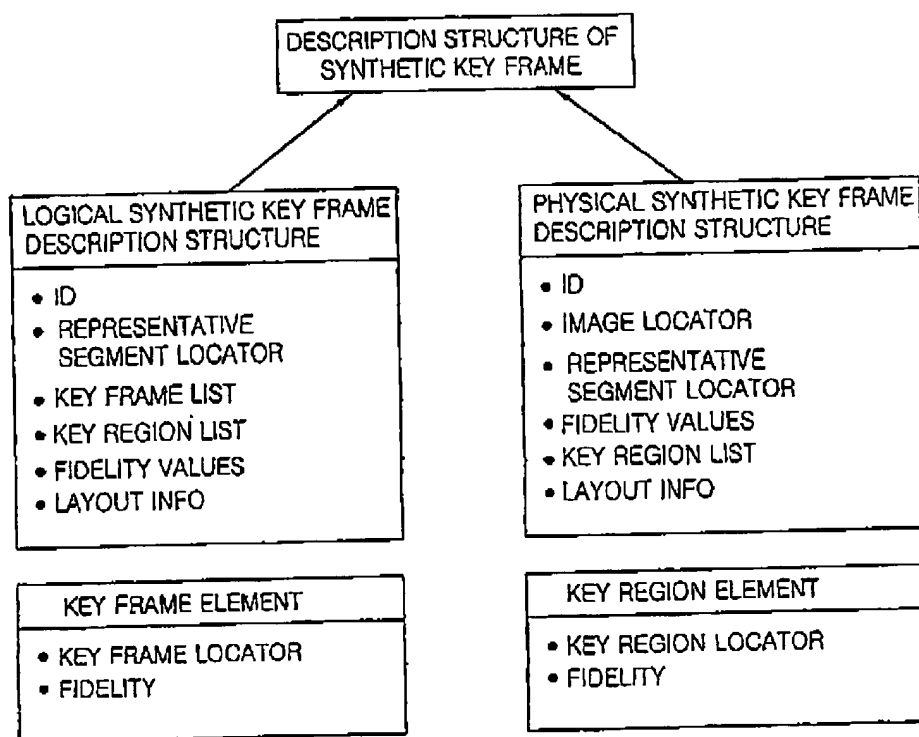 DESCRIPTION STRUCTURE OF
SYNTHETIC KEY FRAME
LOGICAL SYNTHETIC KEY FRAME
DESCRIPTION STRUCTURE
• ID
• REPRESENTATIVE
SEGMENT LOCATOR
• KEY FRAME LIST
• KEY REGION LIST
• FIDELITY VALUES
• LAYOUT INFO
PHYSICAL SYNTHETIC KEY FRAME
DESCRIPTION STRUCTURE
• ID
• IMAGE LOCATOR
• REPRESENTATIVE
SEGMENT LOCATOR
• FIDELITY VALUES
• KEY REGION LIST
• LAYOUT INFO
KEY FRAME ELEMENT
• KEY FRAME LOCATOR
• FIDELITY
KEY REGION ELEMENT
• KEY REGION LOCATOR
• FIDELITY